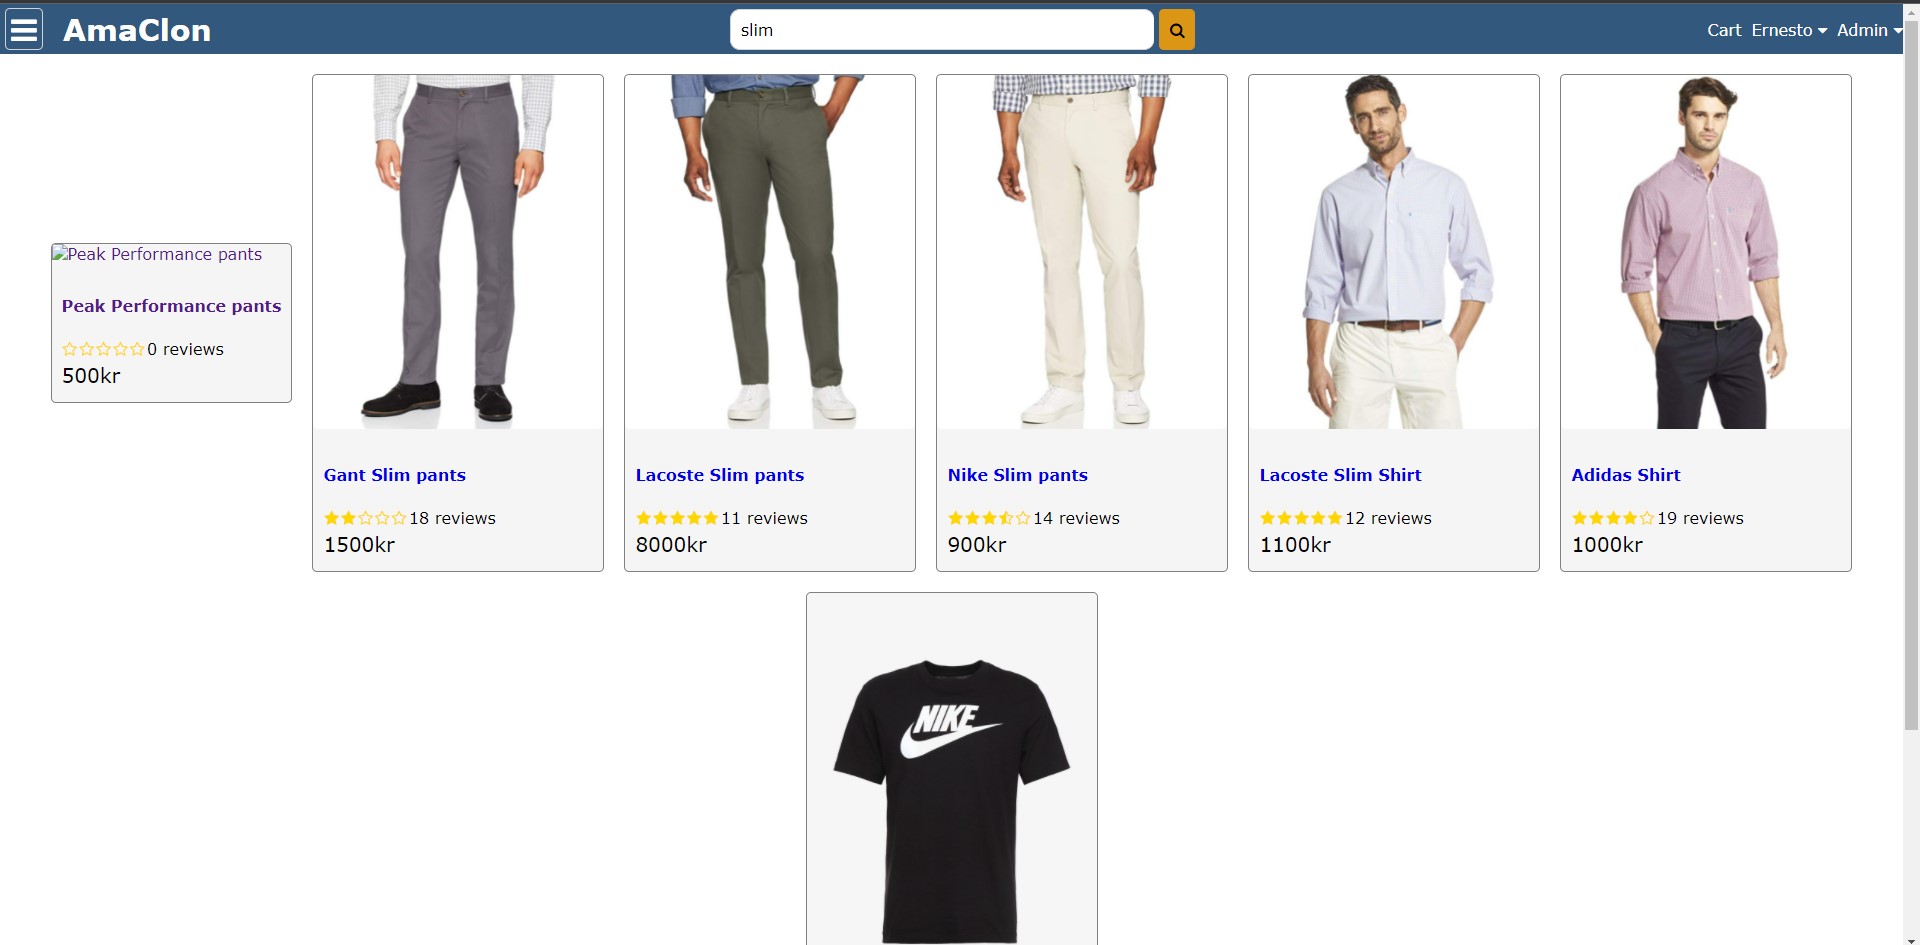 AmaClon
slim
Cart Ernesto Admin
Peak Performance pants
Peak Performance pants
0 reviews
500kr
Gant Slim pants
18 reviews
1500kr
Lacoste Slim pants
11 reviews
8000kr
Nike Slim pants
14 reviews
900kr
Lacoste Slim Shirt
12 reviews
1100kr
Adidas Shirt
19 reviews
1000kr
NIKE